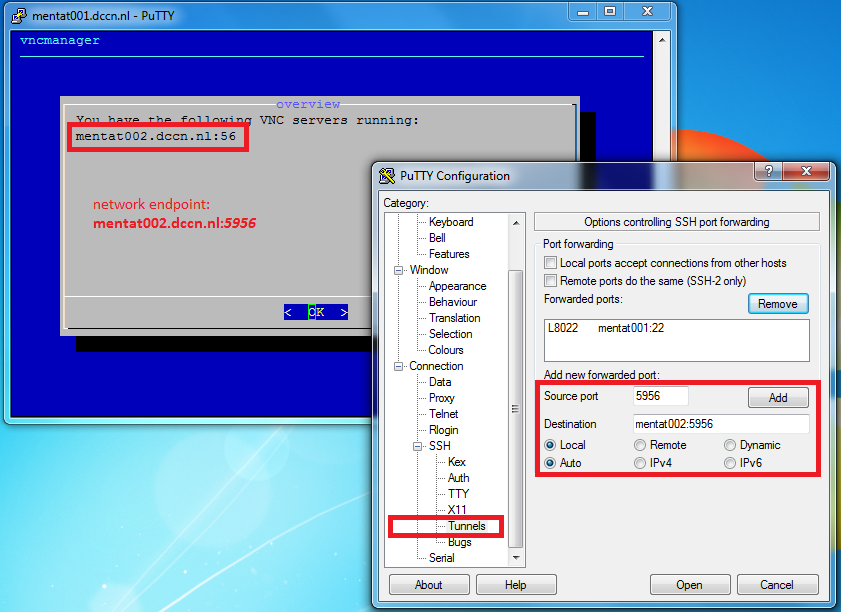 mentat001.dccn.nl - PuTTY
vncmanager
overview
You have the following VNC servers running:
mentat002.dccn.nl:56
network endpoint:
mentat002.dccn.nl:5956
< OK >
PuTTY Configuration
Category:
Keyboard
Bell
Features
Window
Appearance
Behaviour
Translation
Selection
Colours
Connection
Data
Proxy
Telnet
Rlogin
SSH
Kex
Auth
TTY
X11
Tunnels
Bugs
Serial
Options controlling SSH port forwarding
Port forwarding
Local ports accept connections from other hosts
Remote ports do the same (SSH-2 only)
Forwarded ports:
Remove
L8022 mentat001:22
Add new forwarded port:
Source port 5956 Add
Destination mentat002:5956
Local Remote Dynamic
Auto IPv4 IPv6
About Help Open Cancel